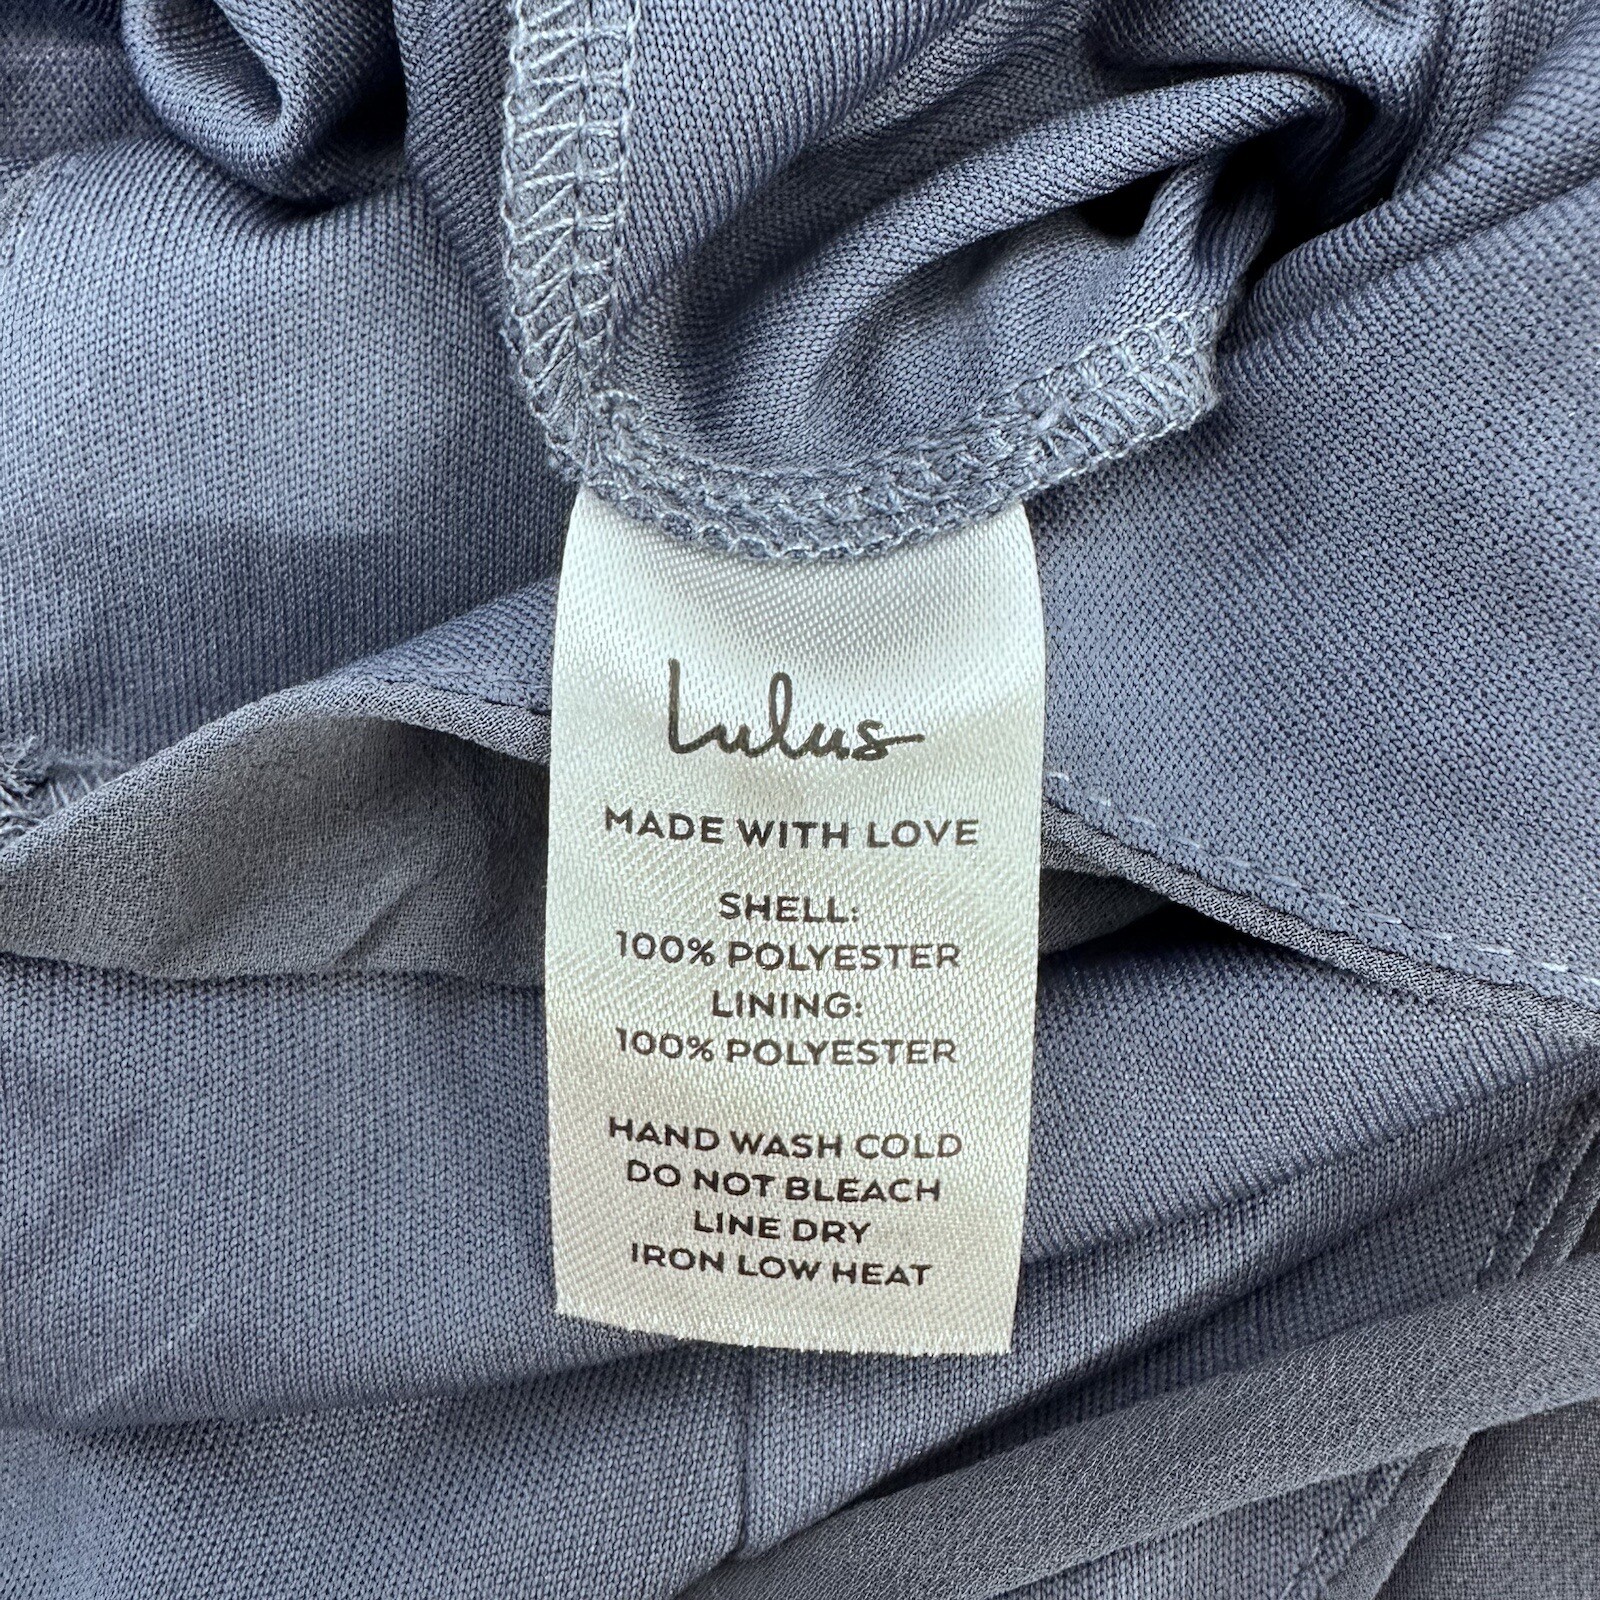 Lulus
MADE WITH LOVE
SHELL:
100% POLYESTER
LINING:
100% POLYESTER
HAND WASH COLD
DO NOT BLEACH
LINE DRY
IRON LOW HEAT